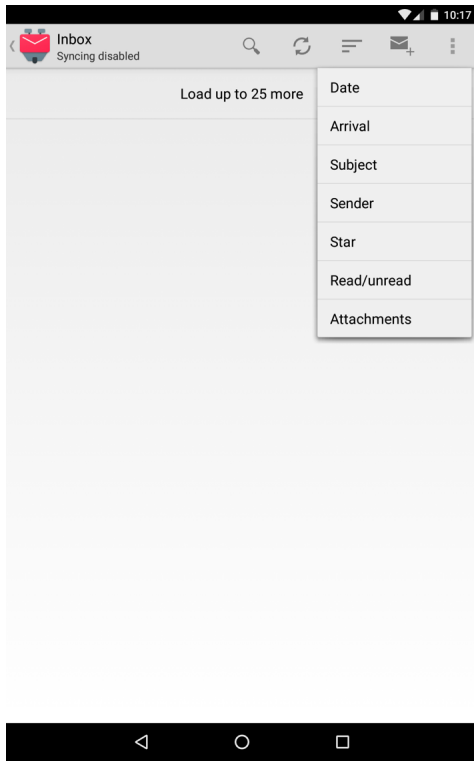 10:17
Inbox
Syncing disabled
Load up to 25 more
Date
Arrival
Subject
Sender
Star
Read/unread
Attachments